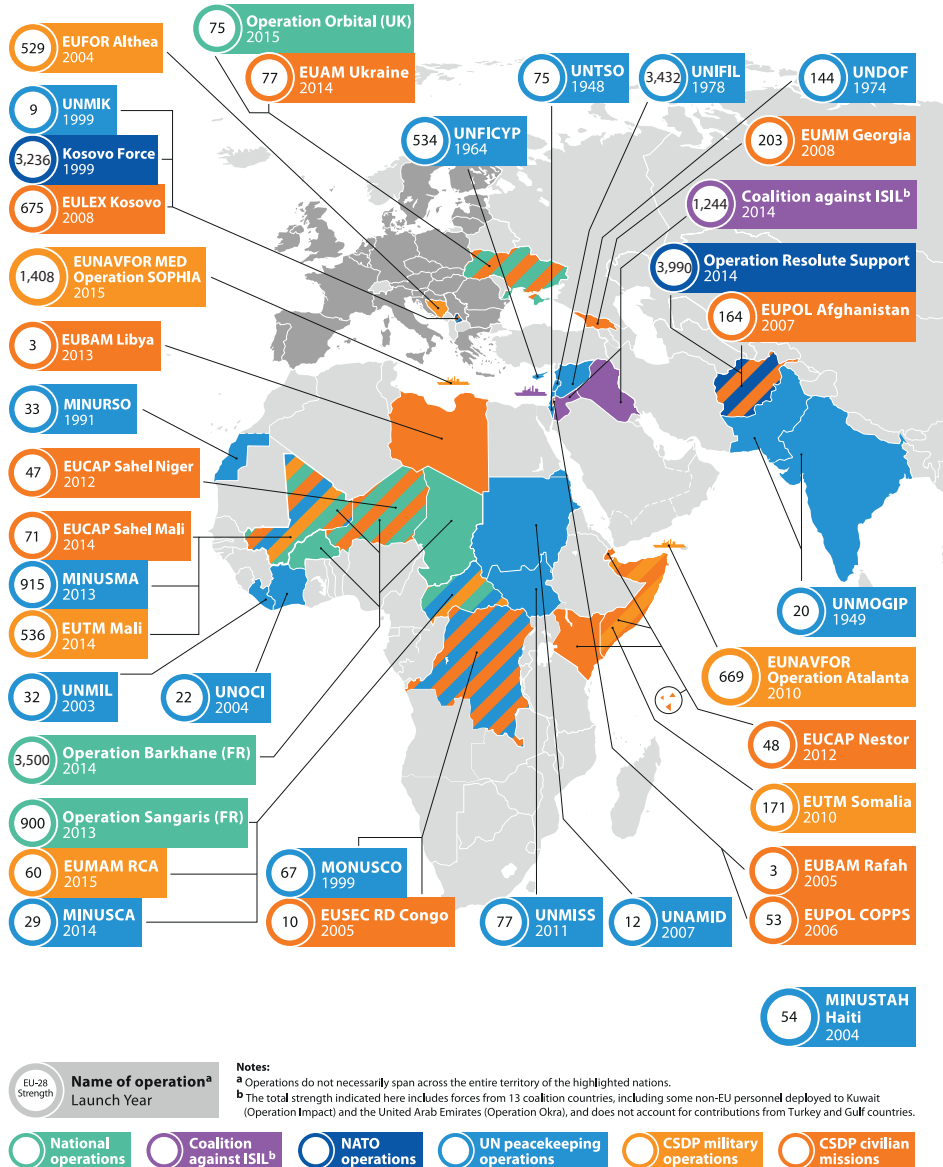 75
Operation Orbital (UK)
2015
529
EUFOR Althea
2004
77
EUAM Ukraine
2014
75
UNTSO
1948
3,432
UNIFIL
1978
144
UNDOF
1974
9
UNMIK
1999
534
UNFICYP
1964
203
EUMM Georgia
2008
3,236
Kosovo Force
1999
1,244
Coalition against ISILb
2014
675
EULEX Kosovo
2008
3,990
Operation Resolute Support
2014
1,408
EUNAVFOR MED
Operation SOPHIA
2015
164
EUPOL Afghanistan
2007
3
EUBAM Libya
2013
33
MINURSO
1991
47
EUCAP Sahel Niger
2012
71
EUCAP Sahel Mali
2014
915
MINUSMA
2013
536
EUTM Mali
2014
20
UNMOGIP
1949
32
UNMIL
2003
22
UNOCI
2004
669
EUNAVFOR
Operation Atalanta
2010
3,500
Operation Barkhane (FR)
2014
48
EUCAP Nestor
2012
900
Operation Sangaris (FR)
2013
171
EUTM Somalia
2010
60
EUMAM RCA
2015
67
MONUSCO
1999
3
EUBAM Rafah
2005
29
MINUSCA
2014
10
EUSEC RD Congo
2005
77
UNMISS
2011
12
UNAMID
2007
53
EUPOL COPPS
2006
54
MINUSTAH
Haiti
2004
EU-28
Strength
Name of operationa
Launch Year
Notes:
a Operations do not necessarily span across the entire territory of the highlighted nations.
b The total strength indicated here includes forces from 13 coalition countries, including some non-EU personnel deployed to Kuwait
(Operation Impact) and the United Arab Emirates (Operation Okra), and does not account for contributions from Turkey and Gulf countries.
National
operations
Coalition
against ISILb
NATO
operations
UN peacekeeping
operations
CSDP military
operations
CSDP civilian
missions